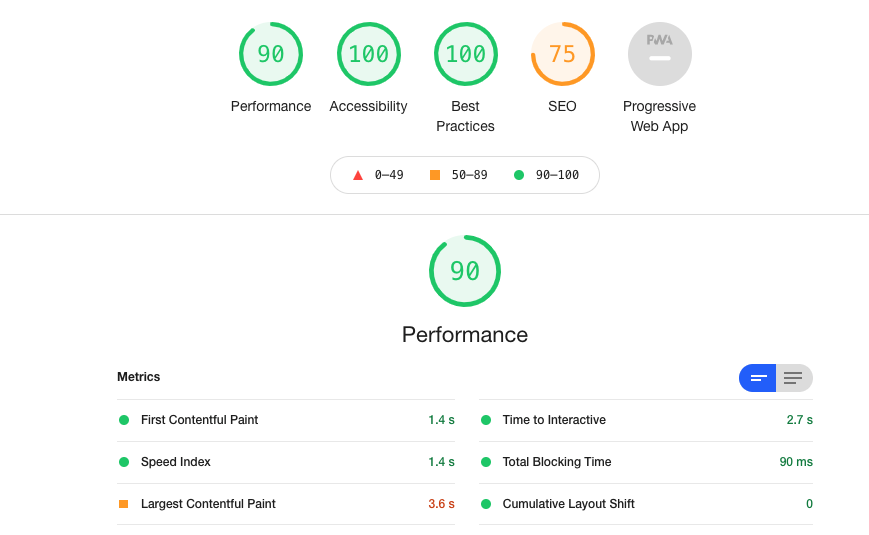 90 100 100 75 PWA
Performance Accessibility Best Practices SEO Progressive Web App
0–49 50–89 90–100
90
Performance
Metrics
First Contentful Paint 1.4 s
Time to Interactive 2.7 s
Speed Index 1.4 s
Total Blocking Time 90 ms
Largest Contentful Paint 3.6 s
Cumulative Layout Shift 0